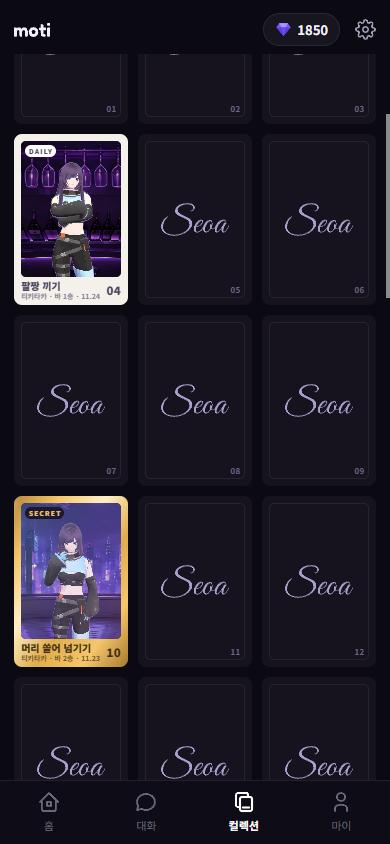 moti
1850
01
02
03
DAILY
팔짱 끼기
티키타카 · 바 1층 · 11.24
04
Seoa
05
Seoa
06
Seoa
07
Seoa
08
Seoa
09
SECRET
머리 쓸어 넘기기
티키타카 · 바 2층 · 11.23
10
Seoa
11
Seoa
12
Seoa
Seoa
Seoa
홈
대화
컬렉션
마이